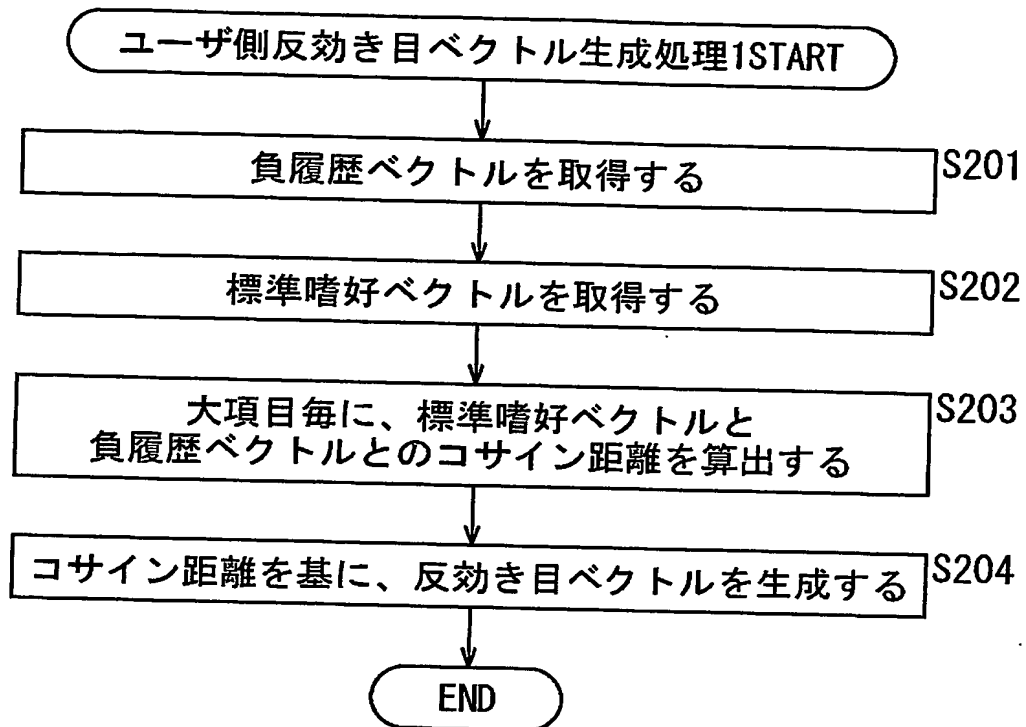 ユーザ側反効き目ベクトル生成処理1START
負履歴ベクトルを取得する
S201
標準嗜好ベクトルを取得する
S202
大項目毎に、標準嗜好ベクトルと
負履歴ベクトルとのコサイン距離を算出する
S203
コサイン距離を基に、反効き目ベクトルを生成する
S204
END